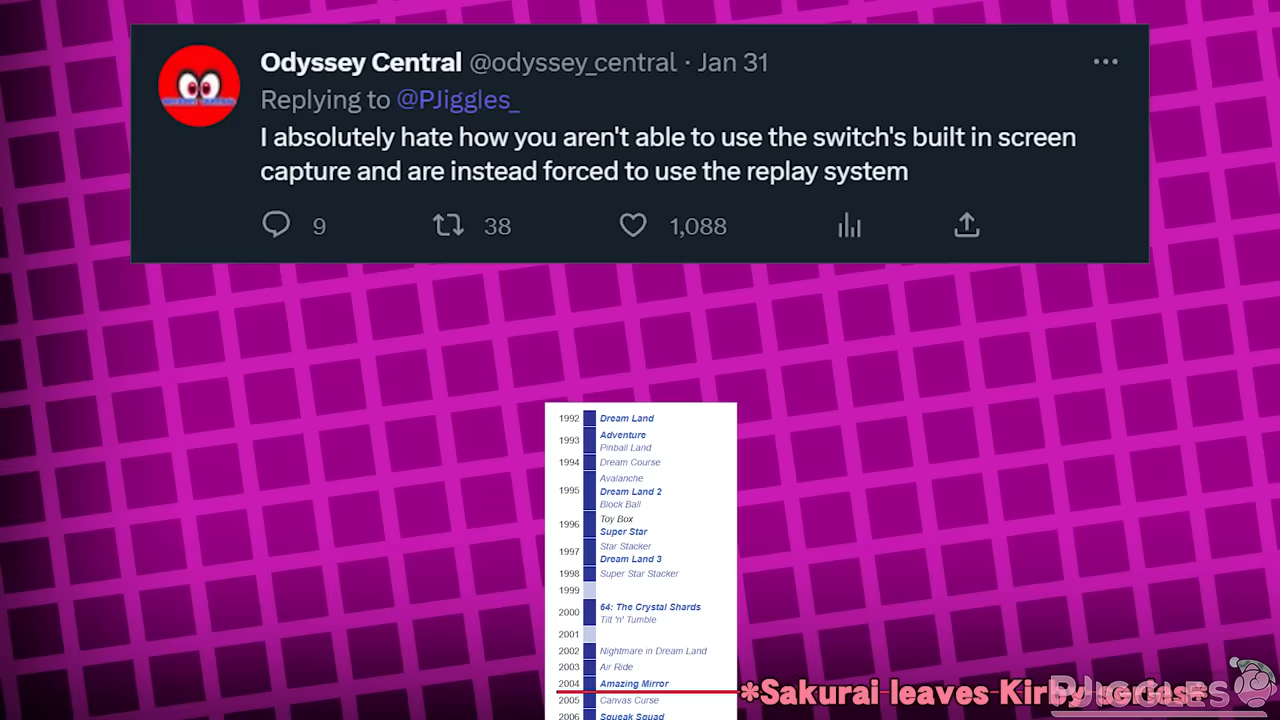 Odyssey Central @odyssey_central · Jan 31
Replying to @PJiggles_
I absolutely hate how you aren't able to use the switch's built in screen
capture and are instead forced to use the replay system
9 38 1,088
1992 Dream Land
1993 Adventure
Pinball Land
1994 Dream Course
Avalanche
1995 Dream Land 2
Block Ball
1996 Toy Box
Super Star
1997 Star Stacker
Dream Land 3
1998 Super Star Stacker
1999
2000 64: The Crystal Shards
Tilt 'n' Tumble
2001
2002 Nightmare in Dream Land
2003 Air Ride
2004 Amazing Mirror
*Sakurai leaves Kirby
PJIGGLES
2005 Canvas Curse
2006 Squeak Squad